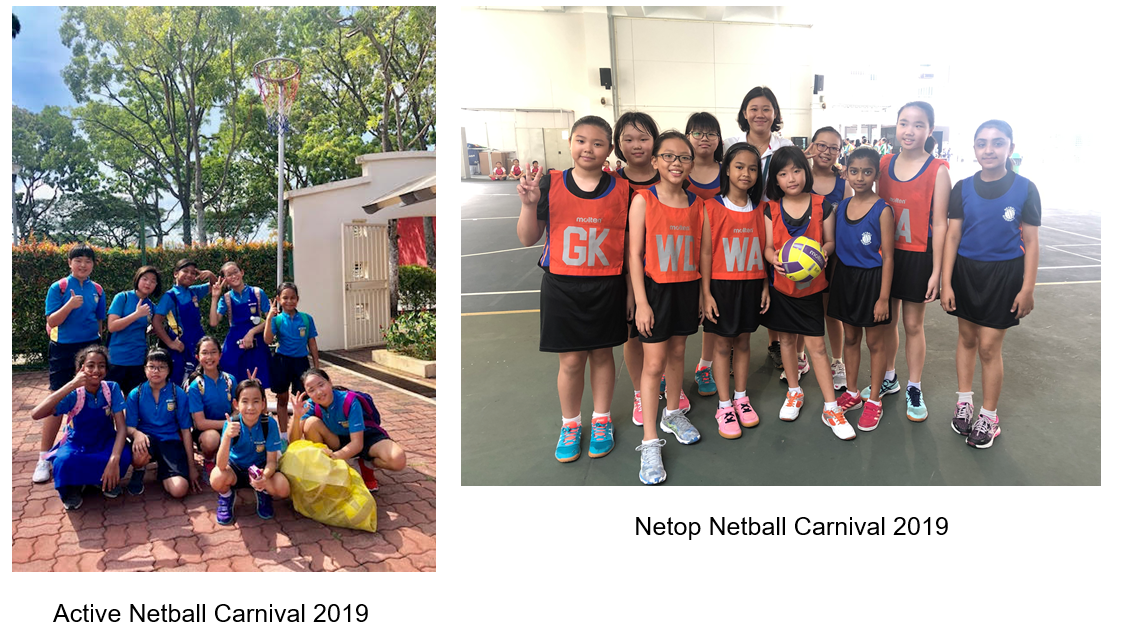 molten
GK
WD
molten
WA
A
Netop Netball Carnival 2019
Active Netball Carnival 2019